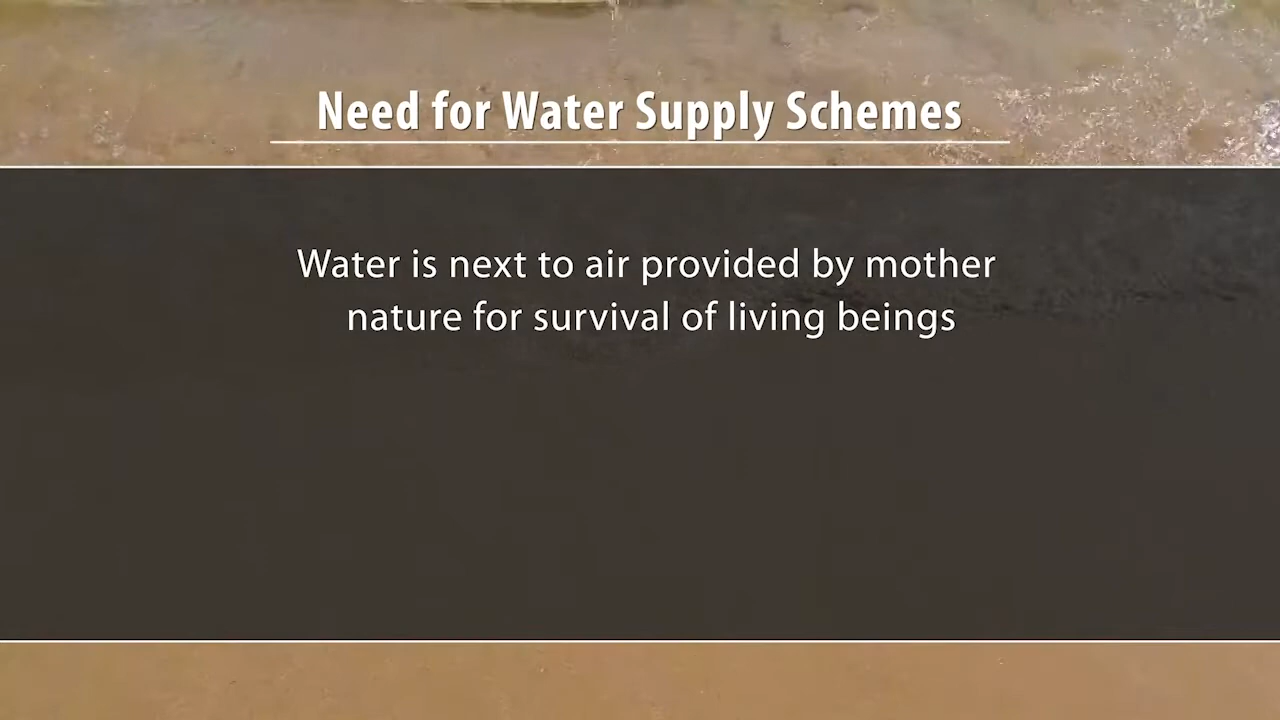 Need for Water Supply Schemes
Water is next to air provided by mother
nature for survival of living beings